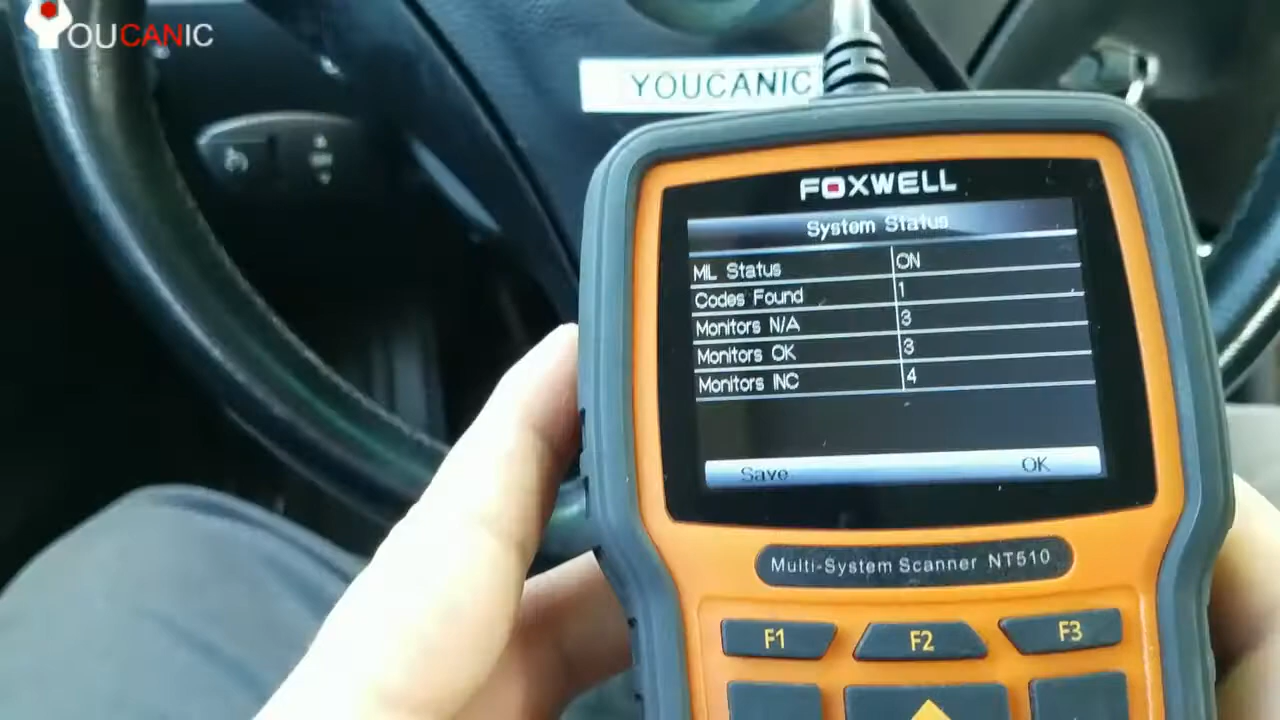 YOUCANIC
YOUCANIC
FOXWELL
System Status
MIL Status ON
Codes Found 1
Monitors N/A 3
Monitors OK 3
Monitors INC 4
Save OK
Multi-System Scanner NT510
F1 F2 F3